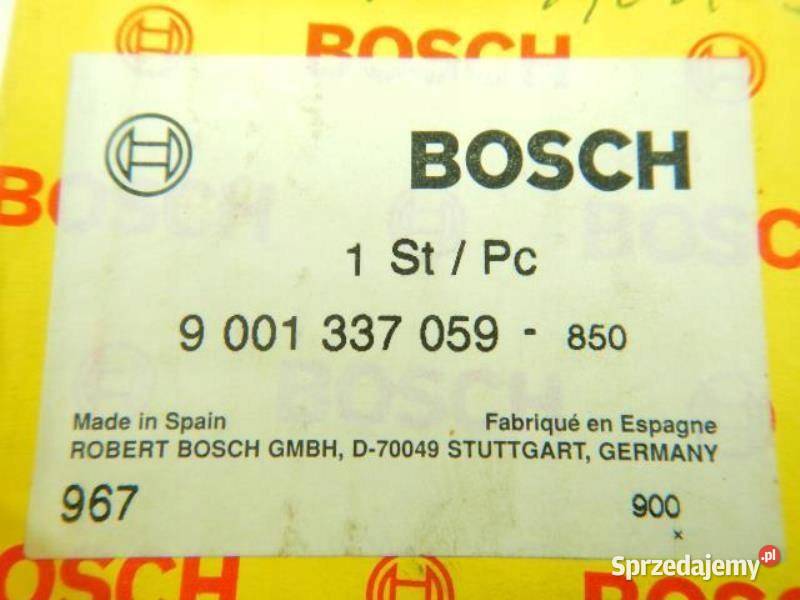 BOSCH
BOSCH
1 St / Pc
9 001 337 059 - 850
Made in Spain Fabriqué en Espagne
ROBERT BOSCH GMBH, D-70049 STUTTGART, GERMANY
967 900
x
BOSCH
Sprzedajemy.pl